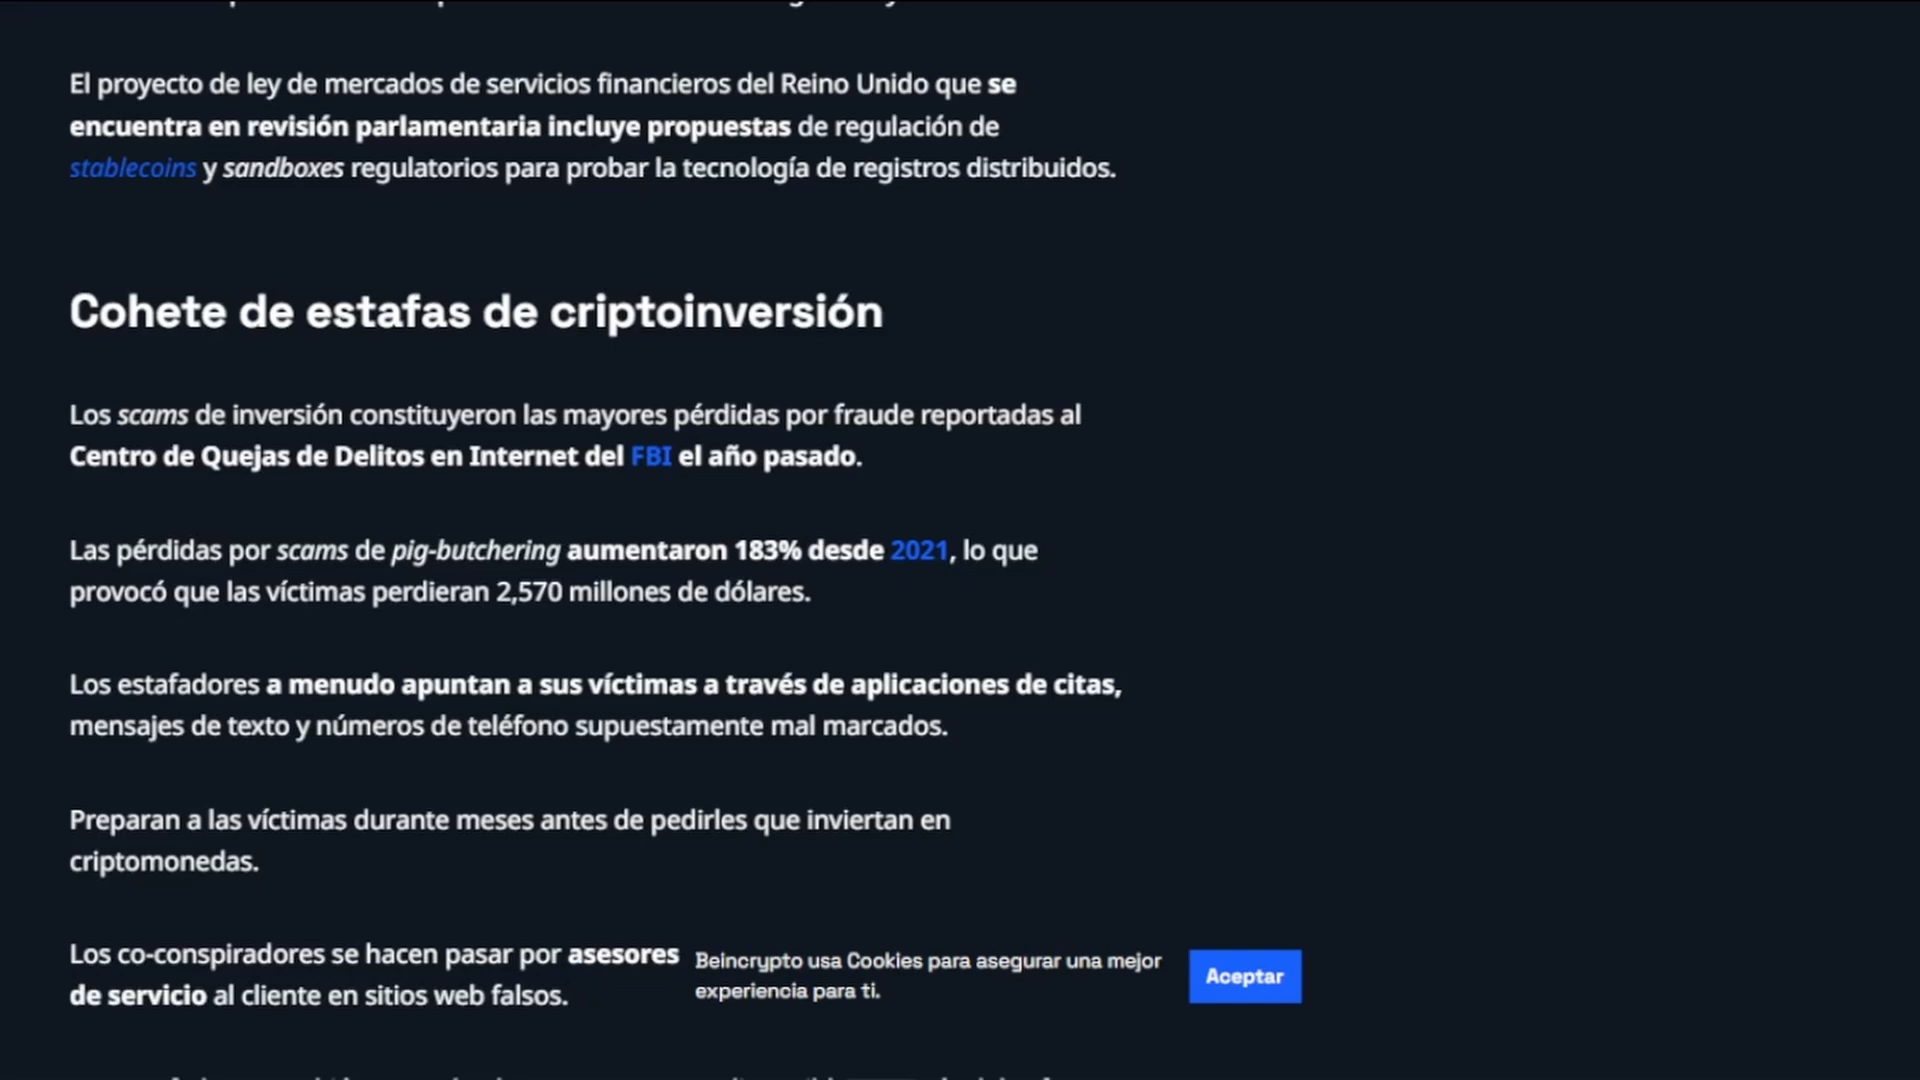 El proyecto de ley de mercados de servicios financieros del Reino Unido que se
encuentra en revisión parlamentaria incluye propuestas de regulación de
stablecoins y sandboxes regulatorios para probar la tecnología de registros distribuidos.
Cohete de estafas de criptoinversión
Los scams de inversión constituyeron las mayores pérdidas por fraude reportadas al
Centro de Quejas de Delitos en Internet del FBI el año pasado.
Las pérdidas por scams de pig-butchering aumentaron 183% desde 2021, lo que
provocó que las víctimas perdieran 2,570 millones de dólares.
Los estafadores a menudo apuntan a sus víctimas a través de aplicaciones de citas,
mensajes de texto y números de teléfono supuestamente mal marcados.
Preparan a las víctimas durante meses antes de pedirles que inviertan en
criptomonedas.
Los co-conspiradores se hacen pasar por asesores
de servicio al cliente en sitios web falsos.
Beincrypto usa Cookies para asegurar una mejor
experiencia para ti.
Aceptar